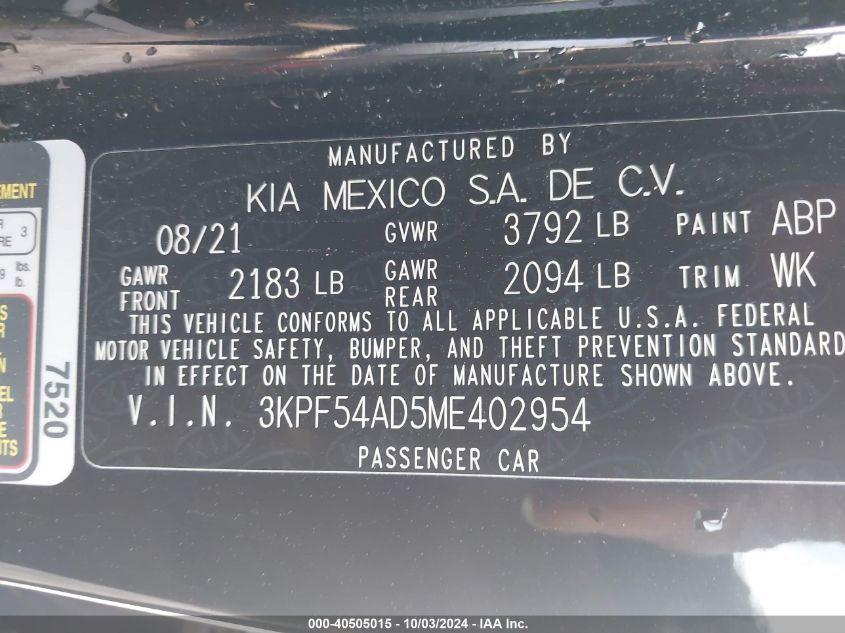 MANUFACTURED BY
KIA MEXICO S.A. DE C.V.
08/21 GVWR 3792 LB PAINT ABP
GAWR FRONT 2183 LB GAWR REAR 2094 LB TRIM WK
THIS VEHICLE CONFORMS TO ALL APPLICABLE U.S.A. FEDERAL
MOTOR VEHICLE SAFETY, BUMPER, AND THEFT PREVENTION STANDARD
IN EFFECT ON THE DATE OF MANUFACTURE SHOWN ABOVE.
V.I.N. 3KPF54AD5ME402954
PASSENGER CAR
7520
3
lbs.
lb.
000-40505015 - 10/03/2024 - IAA Inc.